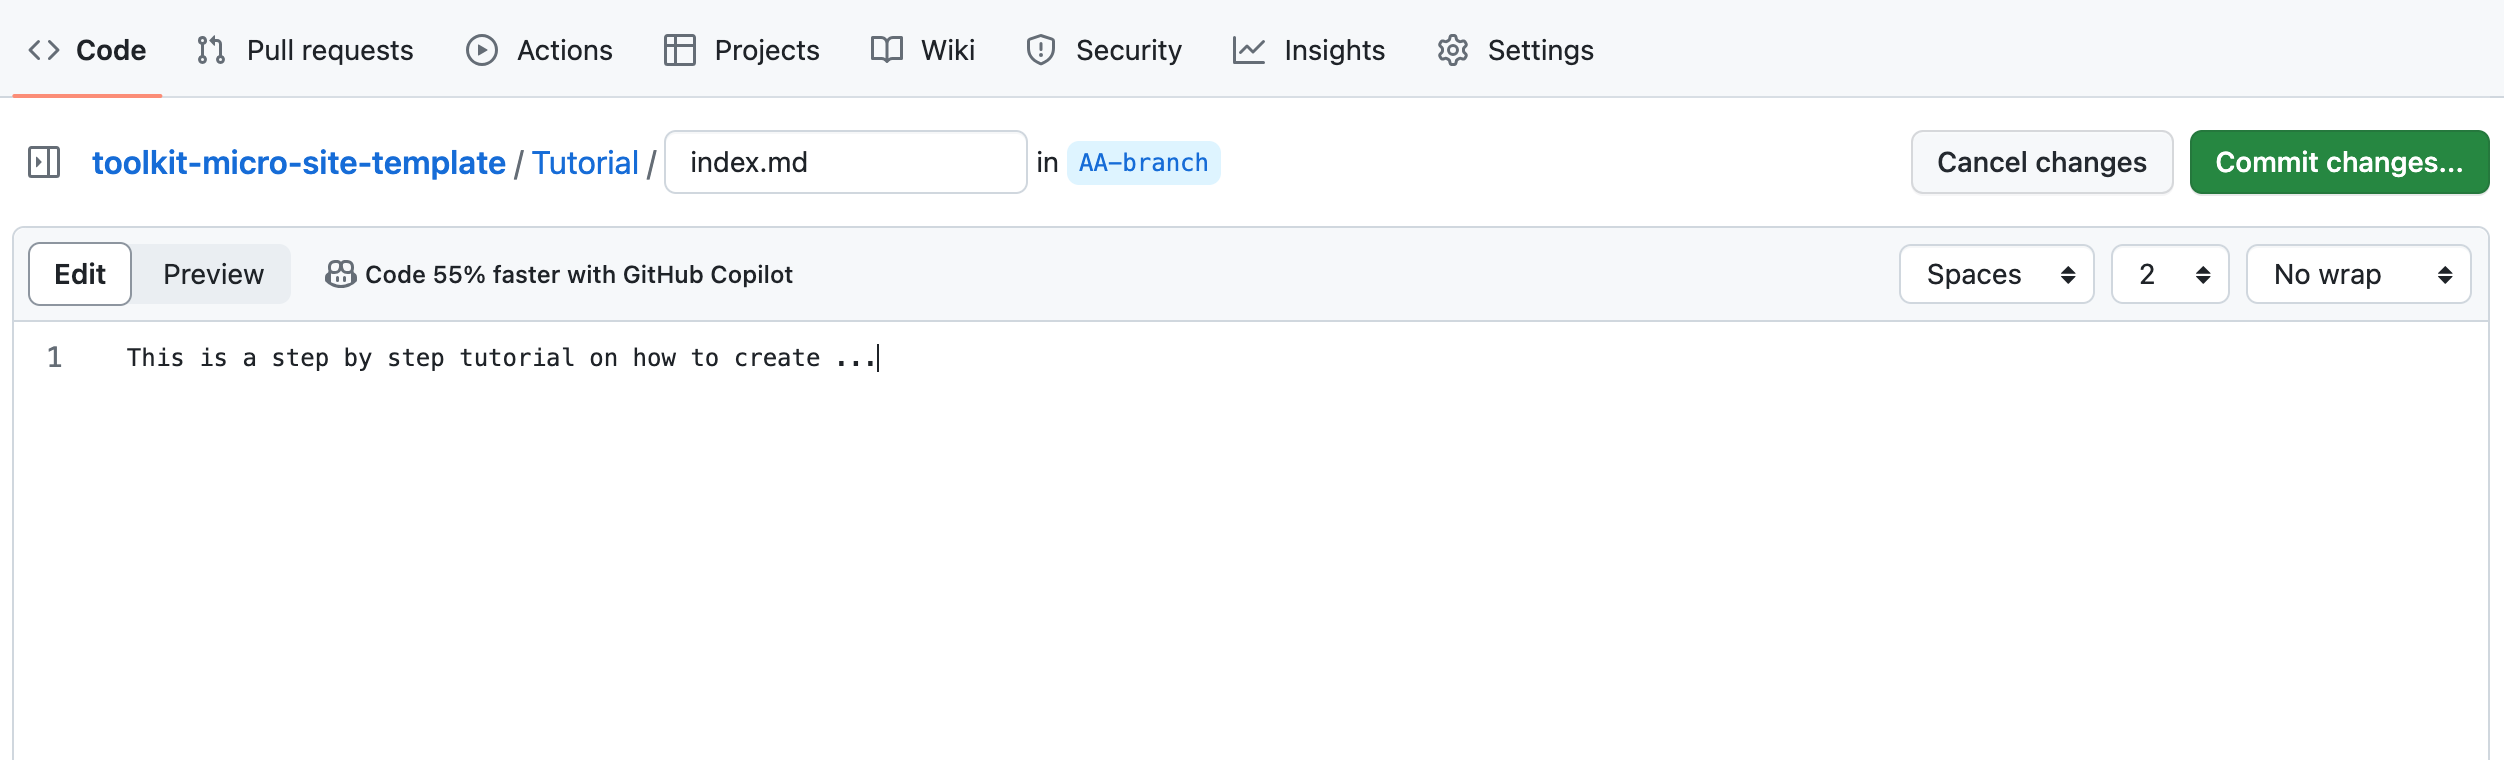 Code Pull requests Actions Projects Wiki Security Insights Settings
toolkit-micro-site-template / Tutorial / index.md in AA-branch Cancel changes Commit changes...
Edit Preview Code 55% faster with GitHub Copilot Spaces 2 No wrap
1 This is a step by step tutorial on how to create ...